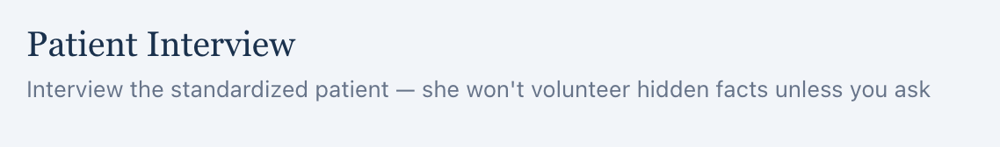 Patient Interview
Interview the standardized patient — she won't volunteer hidden facts unless you ask